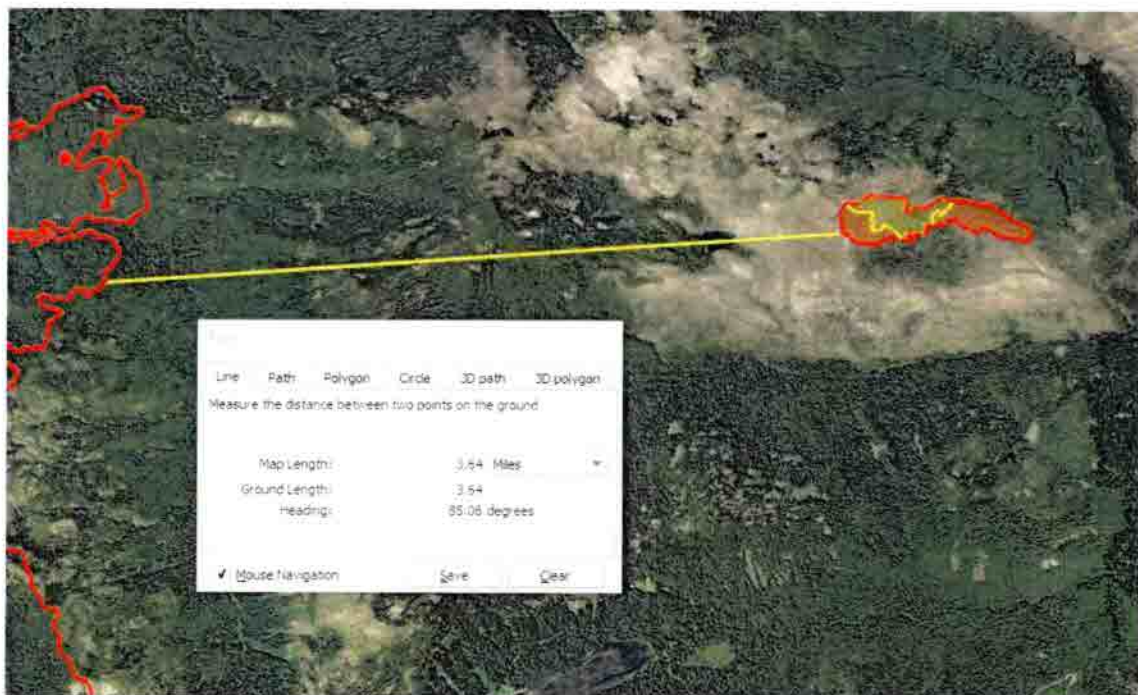 Line Path Polygon Circle 3D path 3D polygon
Measure the distance between two points on the ground
Map Length: 3.64 Miles
Ground Length: 3.64
Heading: 85.06 degrees
Mouse Navigation Save Clear